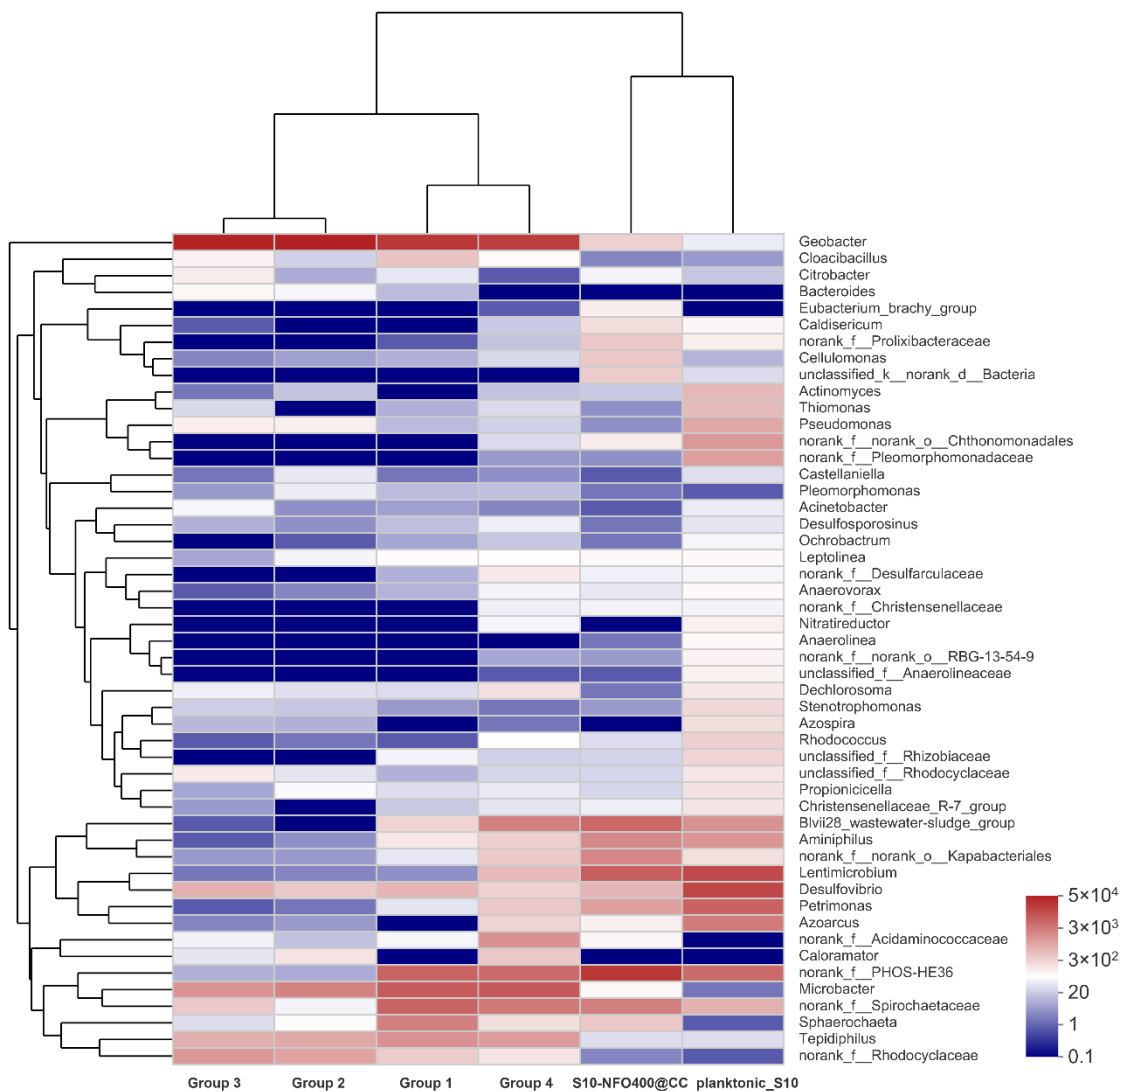 Geobacter
Cloacibacillus
Citrobacter
Bacteroides
Eubacterium_brachy_group
Caldisericum
norank_f__Prolixibacteraceae
Cellulomonas
unclassified_k__norank_d__Bacteria
Actinomyces
Thiomonas
Pseudomonas
norank_f__norank_o__Chthonomonadales
norank_f__Pleomorphomonadaceae
Castellaniella
Pleomorphomonas
Acinetobacter
Desulfosporosinus
Ochrobactrum
Leptolinea
norank_f__Desulfarculaceae
Anaerovorax
norank_f__Christensenellaceae
Nitratireductor
Anaerolinea
norank_f__norank_o__RBG-13-54-9
unclassified_f__Anaerolineaceae
Dechlorosoma
Stenotrophomonas
Azospira
Rhodococcus
unclassified_f__Rhizobiaceae
unclassified_f__Rhodocyclaceae
Propionicicella
Christensenellaceae_R-7_group
Blvii28_wastewater-sludge_group
Aminiphilus
norank_f__norank_o__Kapabacteriales
Lentimicrobium
Desulfovibrio
Petrimonas
Azoarcus
norank_f__Acidaminococcaceae
Caloramator
norank_f__PHOS-HE36
Microbacter
norank_f__Spirochaetaceae
Sphaerochaeta
Tepidiphilus
norank_f__Rhodocyclaceae
5×10⁴
3×10³
3×10²
20
1
0.1
Group 3 Group 2 Group 1 Group 4 S10-NFO400@CC planktonic_S10